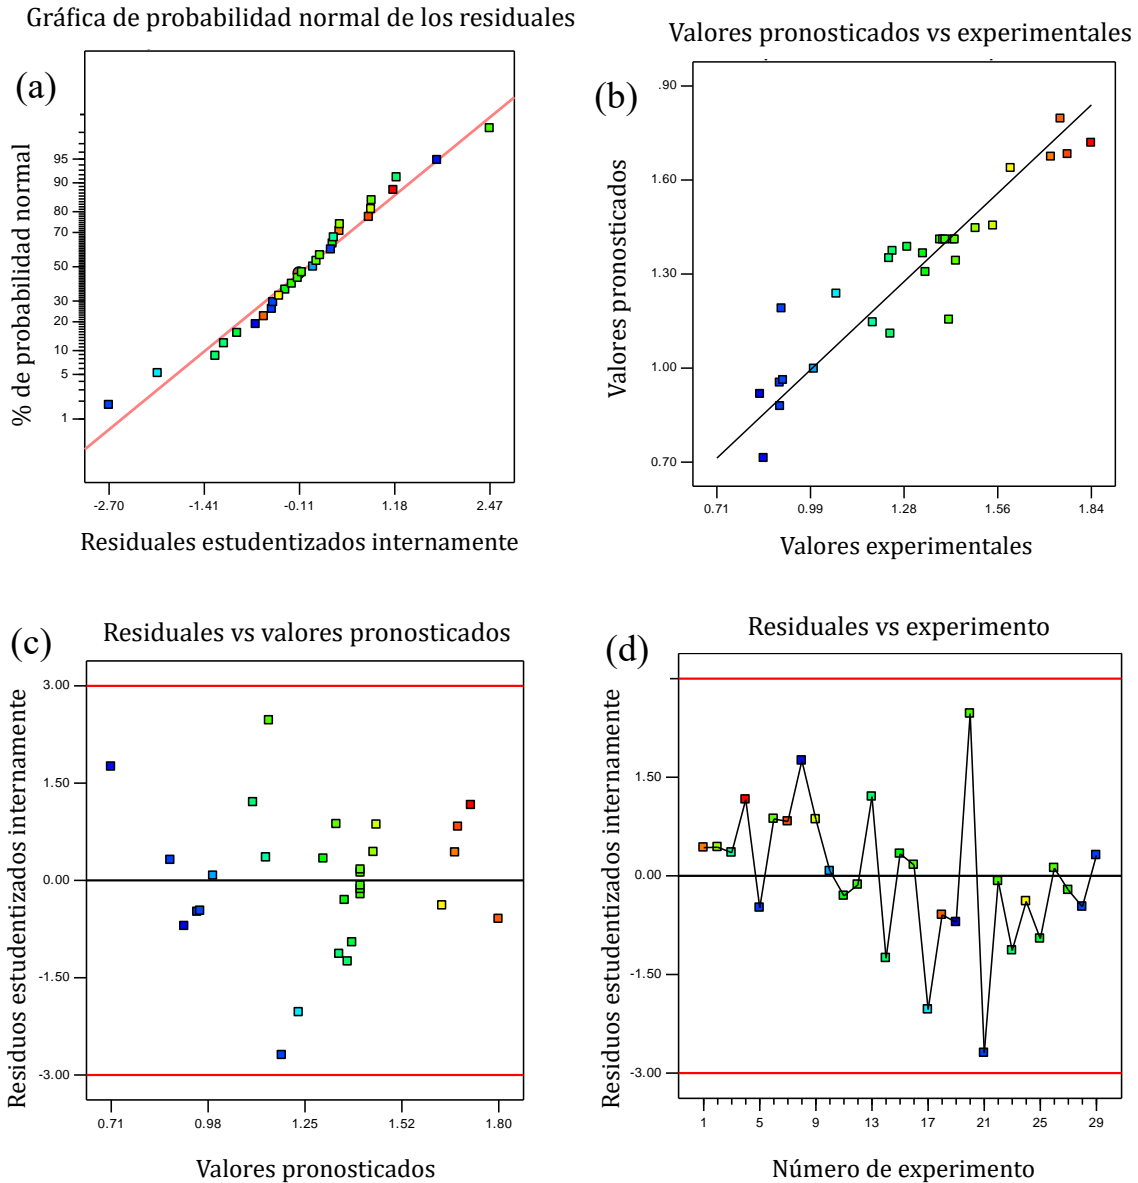 Gráfica de probabilidad normal de los residuales
(a)
% de probabilidad normal
95
90
80
70
50
30
20
10
5
1
-2.70
-1.41
-0.11
1.18
2.47
Residuales estudentizados internamente
Valores pronosticados vs experimentales
(b)
Valores pronosticados
.90
1.60
1.30
1.00
0.70
0.71
0.99
1.28
1.56
1.84
Valores experimentales
Residuales vs valores pronosticados
(c)
Residuos estudentizados internamente
3.00
1.50
0.00
-1.50
-3.00
0.71
0.98
1.25
1.52
1.80
Valores pronosticados
Residuales vs experimento
(d)
Residuos estudentizados internamente
1.50
0.00
-1.50
-3.00
1
5
9
13
17
21
25
29
Número de experimento